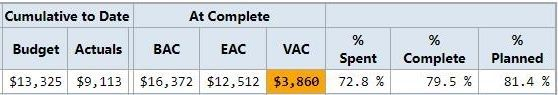 Cumulative to Date At Complete
Budget Actuals BAC EAC VAC % Spent % Complete % Planned
$13,325 $9,113 $16,372 $12,512 $3,860 72.8 % 79.5 % 81.4 %